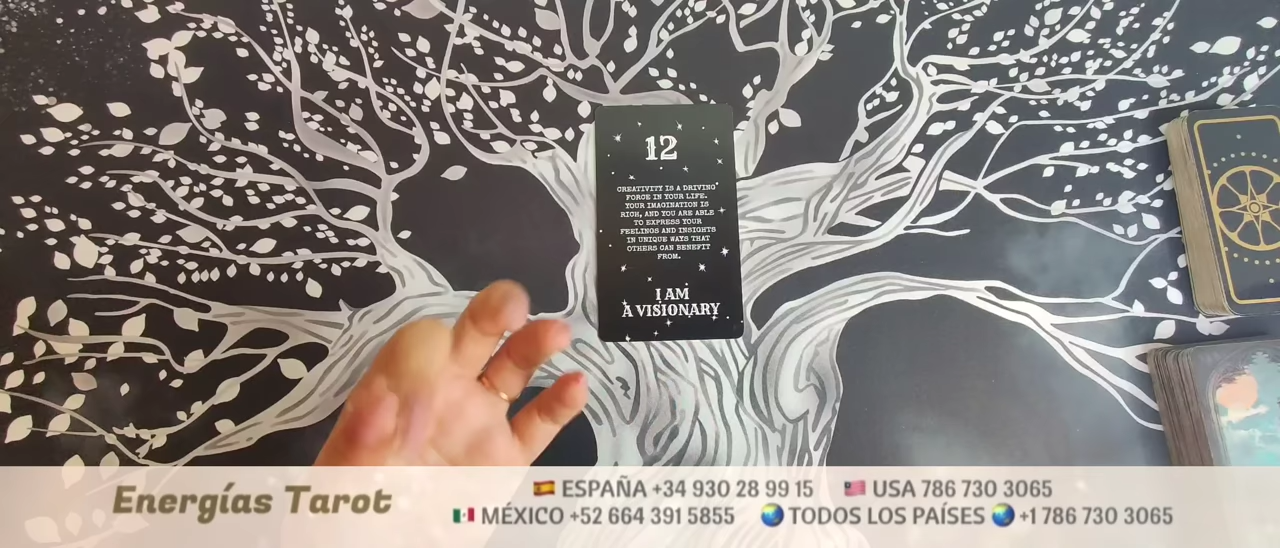 12
CREATIVITY IS A DRIVING
FORCE IN YOUR LIFE.
YOUR IMAGINATION IS
RICH, AND YOU ARE ABLE
TO EXPRESS YOUR
FEELINGS AND INSIGHTS
IN UNIQUE WAYS THAT
OTHERS CAN BENEFIT
FROM.
I AM
A VISIONARY
Energías Tarot
ESPAÑA +34 930 28 99 15 USA 786 730 3065
MÉXICO +52 664 391 5855 TODOS LOS PAÍSES +1 786 730 3065